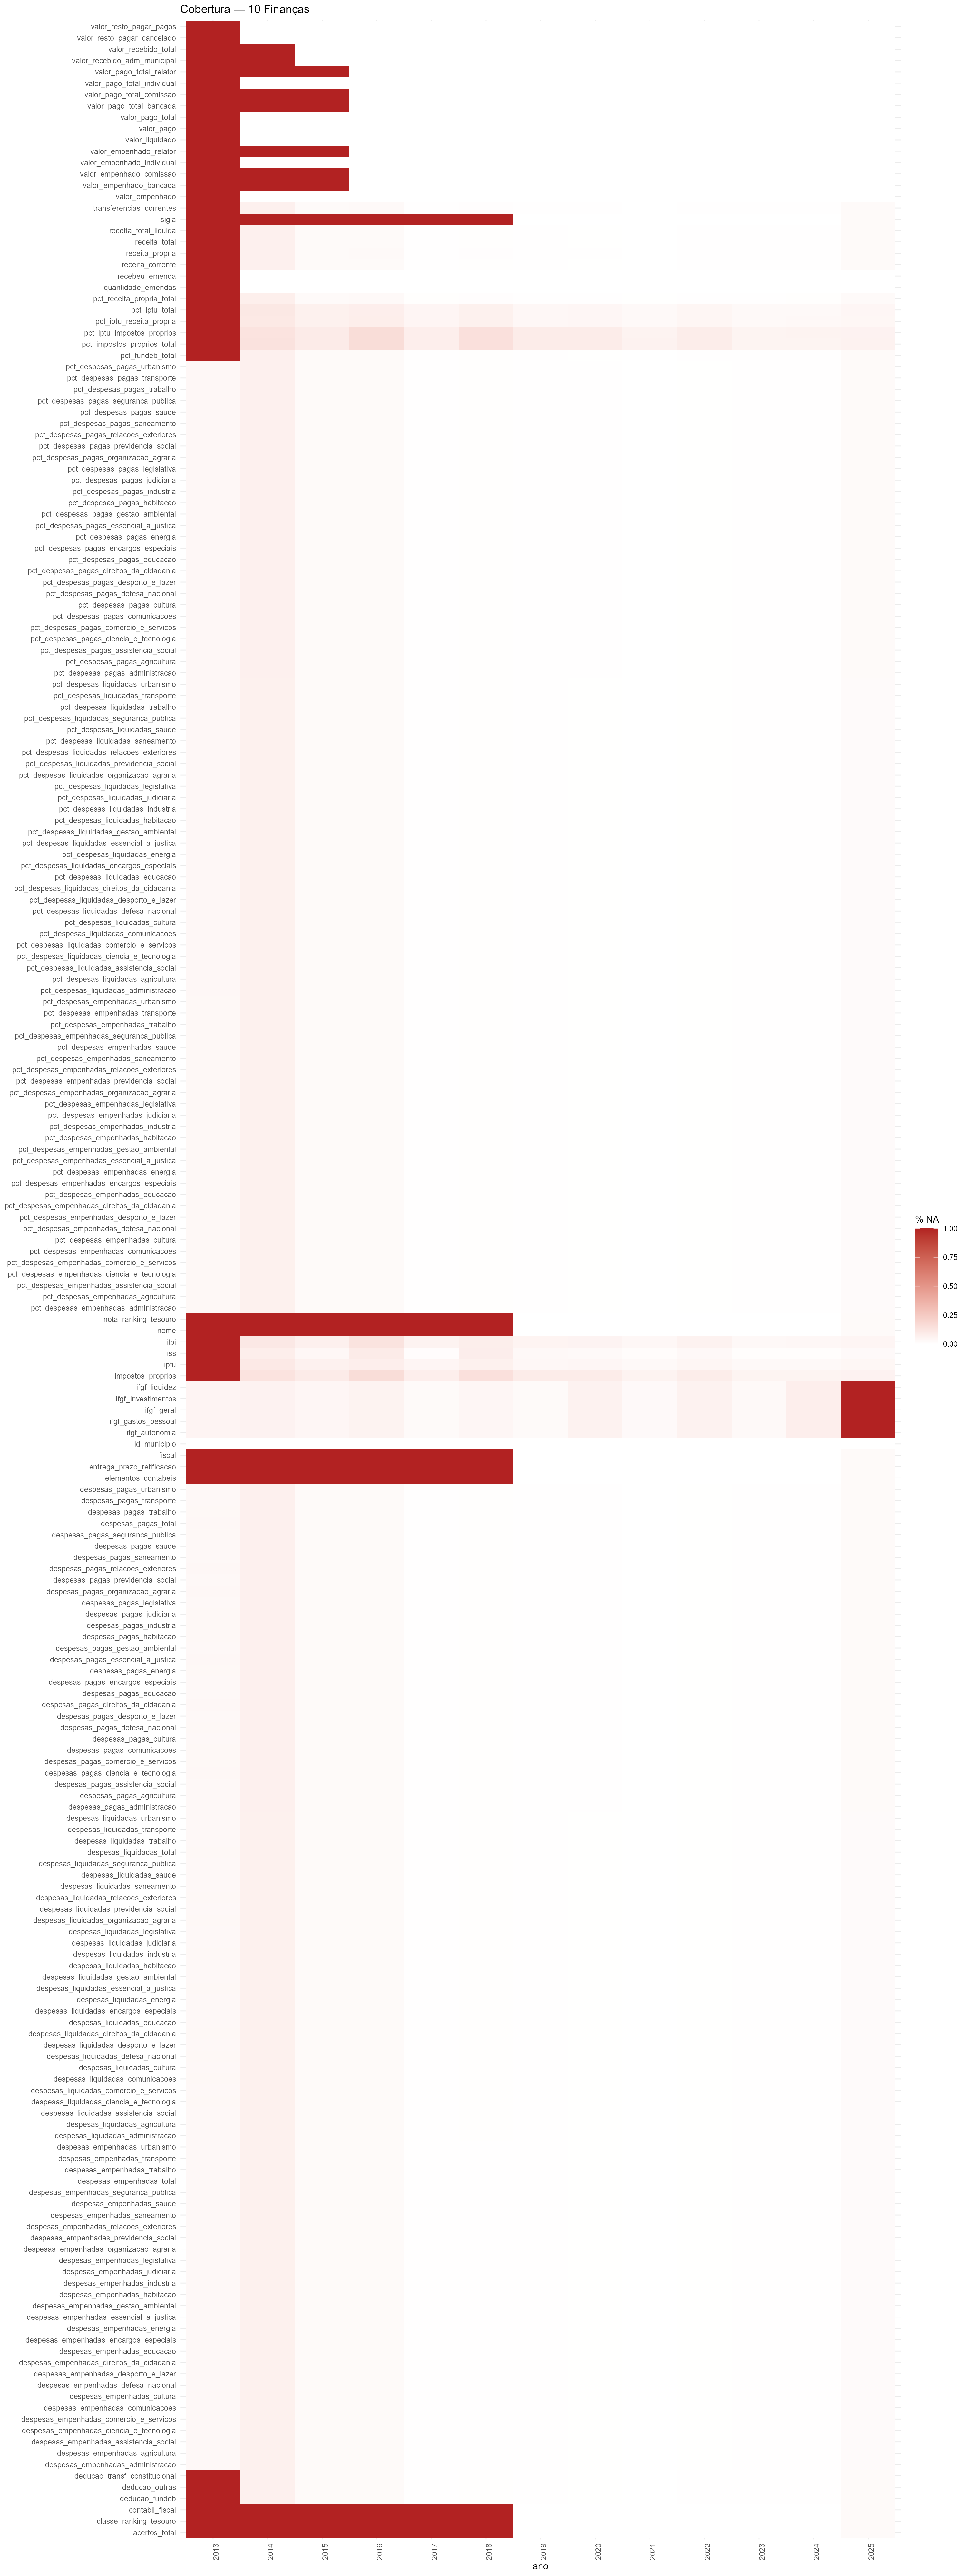 Cobertura — 10 Finanças
valor_resto_pagar_pagos
valor_resto_pagar_cancelado
valor_recebido_total
valor_recebido_adm_municipal
valor_pago_total_relator
valor_pago_total_individual
valor_pago_total_comissao
valor_pago_total_bancada
valor_pago_total
valor_pago
valor_liquidado
valor_empenhado_relator
valor_empenhado_individual
valor_empenhado_comissao
valor_empenhado_bancada
valor_empenhado
transferencias_correntes
sigla
receita_total_liquida
receita_total
receita_propria
receita_corrente
recebeu_emenda
quantidade_emendas
pct_receita_propria_total
pct_iptu_total
pct_iptu_receita_propria
pct_iptu_impostos_proprios
pct_impostos_proprios_total
pct_fundeb_total
pct_despesas_pagas_urbanismo
pct_despesas_pagas_transporte
pct_despesas_pagas_trabalho
pct_despesas_pagas_seguranca_publica
pct_despesas_pagas_saude
pct_despesas_pagas_saneamento
pct_despesas_pagas_relacoes_exteriores
pct_despesas_pagas_previdencia_social
pct_despesas_pagas_organizacao_agraria
pct_despesas_pagas_legislativa
pct_despesas_pagas_judiciaria
pct_despesas_pagas_industria
pct_despesas_pagas_habitacao
pct_despesas_pagas_gestao_ambiental
pct_despesas_pagas_essencial_a_justica
pct_despesas_pagas_energia
pct_despesas_pagas_encargos_especiais
pct_despesas_pagas_educacao
pct_despesas_pagas_direitos_da_cidadania
pct_despesas_pagas_desporto_e_lazer
pct_despesas_pagas_defesa_nacional
pct_despesas_pagas_cultura
pct_despesas_pagas_comunicacoes
pct_despesas_pagas_comercio_e_servicos
pct_despesas_pagas_ciencia_e_tecnologia
pct_despesas_pagas_assistencia_social
pct_despesas_pagas_agricultura
pct_despesas_pagas_administracao
pct_despesas_liquidadas_urbanismo
pct_despesas_liquidadas_transporte
pct_despesas_liquidadas_trabalho
pct_despesas_liquidadas_seguranca_publica
pct_despesas_liquidadas_saude
pct_despesas_liquidadas_saneamento
pct_despesas_liquidadas_relacoes_exteriores
pct_despesas_liquidadas_previdencia_social
pct_despesas_liquidadas_organizacao_agraria
pct_despesas_liquidadas_legislativa
pct_despesas_liquidadas_judiciaria
pct_despesas_liquidadas_industria
pct_despesas_liquidadas_habitacao
pct_despesas_liquidadas_gestao_ambiental
pct_despesas_liquidadas_essencial_a_justica
pct_despesas_liquidadas_energia
pct_despesas_liquidadas_encargos_especiais
pct_despesas_liquidadas_educacao
pct_despesas_liquidadas_direitos_da_cidadania
pct_despesas_liquidadas_desporto_e_lazer
pct_despesas_liquidadas_defesa_nacional
pct_despesas_liquidadas_cultura
pct_despesas_liquidadas_comunicacoes
pct_despesas_liquidadas_comercio_e_servicos
pct_despesas_liquidadas_ciencia_e_tecnologia
pct_despesas_liquidadas_assistencia_social
pct_despesas_liquidadas_agricultura
pct_despesas_liquidadas_administracao
pct_despesas_empenhadas_urbanismo
pct_despesas_empenhadas_transporte
pct_despesas_empenhadas_trabalho
pct_despesas_empenhadas_seguranca_publica
pct_despesas_empenhadas_saude
pct_despesas_empenhadas_saneamento
pct_despesas_empenhadas_relacoes_exteriores
pct_despesas_empenhadas_previdencia_social
pct_despesas_empenhadas_organizacao_agraria
pct_despesas_empenhadas_legislativa
pct_despesas_empenhadas_judiciaria
pct_despesas_empenhadas_industria
pct_despesas_empenhadas_habitacao
pct_despesas_empenhadas_gestao_ambiental
pct_despesas_empenhadas_essencial_a_justica
pct_despesas_empenhadas_energia
pct_despesas_empenhadas_encargos_especiais
pct_despesas_empenhadas_educacao
pct_despesas_empenhadas_direitos_da_cidadania
pct_despesas_empenhadas_desporto_e_lazer
pct_despesas_empenhadas_defesa_nacional
pct_despesas_empenhadas_cultura
pct_despesas_empenhadas_comunicacoes
pct_despesas_empenhadas_comercio_e_servicos
pct_despesas_empenhadas_ciencia_e_tecnologia
pct_despesas_empenhadas_assistencia_social
pct_despesas_empenhadas_agricultura
pct_despesas_empenhadas_administracao
nota_ranking_tesouro
nome
itbi
iss
iptu
impostos_proprios
ifgf_liquidez
ifgf_investimentos
ifgf_geral
ifgf_gastos_pessoal
ifgf_autonomia
id_municipio
fiscal
entrega_prazo_retificacao
elementos_contabeis
despesas_pagas_urbanismo
despesas_pagas_transporte
despesas_pagas_trabalho
despesas_pagas_total
despesas_pagas_seguranca_publica
despesas_pagas_saude
despesas_pagas_saneamento
despesas_pagas_relacoes_exteriores
despesas_pagas_previdencia_social
despesas_pagas_organizacao_agraria
despesas_pagas_legislativa
despesas_pagas_judiciaria
despesas_pagas_industria
despesas_pagas_habitacao
despesas_pagas_gestao_ambiental
despesas_pagas_essencial_a_justica
despesas_pagas_energia
despesas_pagas_encargos_especiais
despesas_pagas_educacao
despesas_pagas_direitos_da_cidadania
despesas_pagas_desporto_e_lazer
despesas_pagas_defesa_nacional
despesas_pagas_cultura
despesas_pagas_comunicacoes
despesas_pagas_comercio_e_servicos
despesas_pagas_ciencia_e_tecnologia
despesas_pagas_assistencia_social
despesas_pagas_agricultura
despesas_pagas_administracao
despesas_liquidadas_urbanismo
despesas_liquidadas_transporte
despesas_liquidadas_trabalho
despesas_liquidadas_total
despesas_liquidadas_seguranca_publica
despesas_liquidadas_saude
despesas_liquidadas_saneamento
despesas_liquidadas_relacoes_exteriores
despesas_liquidadas_previdencia_social
despesas_liquidadas_organizacao_agraria
despesas_liquidadas_legislativa
despesas_liquidadas_judiciaria
despesas_liquidadas_industria
despesas_liquidadas_habitacao
despesas_liquidadas_gestao_ambiental
despesas_liquidadas_essencial_a_justica
despesas_liquidadas_energia
despesas_liquidadas_encargos_especiais
despesas_liquidadas_educacao
despesas_liquidadas_direitos_da_cidadania
despesas_liquidadas_desporto_e_lazer
despesas_liquidadas_defesa_nacional
despesas_liquidadas_cultura
despesas_liquidadas_comunicacoes
despesas_liquidadas_comercio_e_servicos
despesas_liquidadas_ciencia_e_tecnologia
despesas_liquidadas_assistencia_social
despesas_liquidadas_agricultura
despesas_liquidadas_administracao
despesas_empenhadas_urbanismo
despesas_empenhadas_transporte
despesas_empenhadas_trabalho
despesas_empenhadas_total
despesas_empenhadas_seguranca_publica
despesas_empenhadas_saude
despesas_empenhadas_saneamento
despesas_empenhadas_relacoes_exteriores
despesas_empenhadas_previdencia_social
despesas_empenhadas_organizacao_agraria
despesas_empenhadas_legislativa
despesas_empenhadas_judiciaria
despesas_empenhadas_industria
despesas_empenhadas_habitacao
despesas_empenhadas_gestao_ambiental
despesas_empenhadas_essencial_a_justica
despesas_empenhadas_energia
despesas_empenhadas_encargos_especiais
despesas_empenhadas_educacao
despesas_empenhadas_direitos_da_cidadania
despesas_empenhadas_desporto_e_lazer
despesas_empenhadas_defesa_nacional
despesas_empenhadas_cultura
despesas_empenhadas_comunicacoes
despesas_empenhadas_comercio_e_servicos
despesas_empenhadas_ciencia_e_tecnologia
despesas_empenhadas_assistencia_social
despesas_empenhadas_agricultura
despesas_empenhadas_administracao
deducao_transf_constitucional
deducao_outras
deducao_fundeb
contabil_fiscal
classe_ranking_tesouro
acertos_total
2013 2014 2015 2016 2017 2018 2019 2020 2021 2022 2023 2024 2025
ano
% NA
1.00
0.75
0.50
0.25
0.00